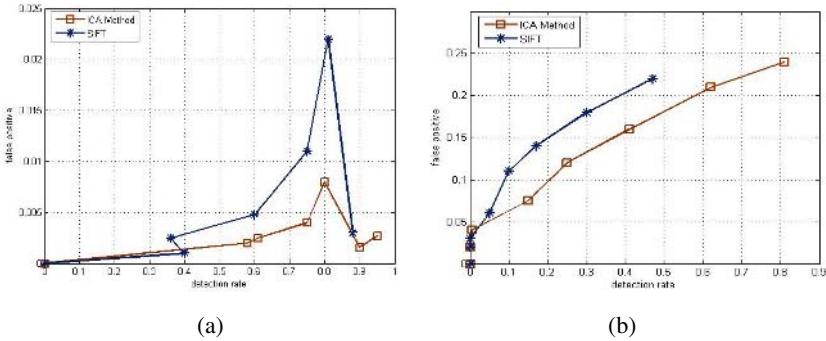 0.025
0.02
0.015
0.01
0.005
0
false positive
ICA Method
SIFT
0 0.1 0.2 0.3 0.4 0.5 0.6 0.7 0.8 0.9 1
detection rate
(a)
0.25
0.2
0.15
0.1
0.05
0
false positive
ICA Method
SIFT
0 0.1 0.2 0.3 0.4 0.5 0.6 0.7 0.8 0.9
detection rate
(b)